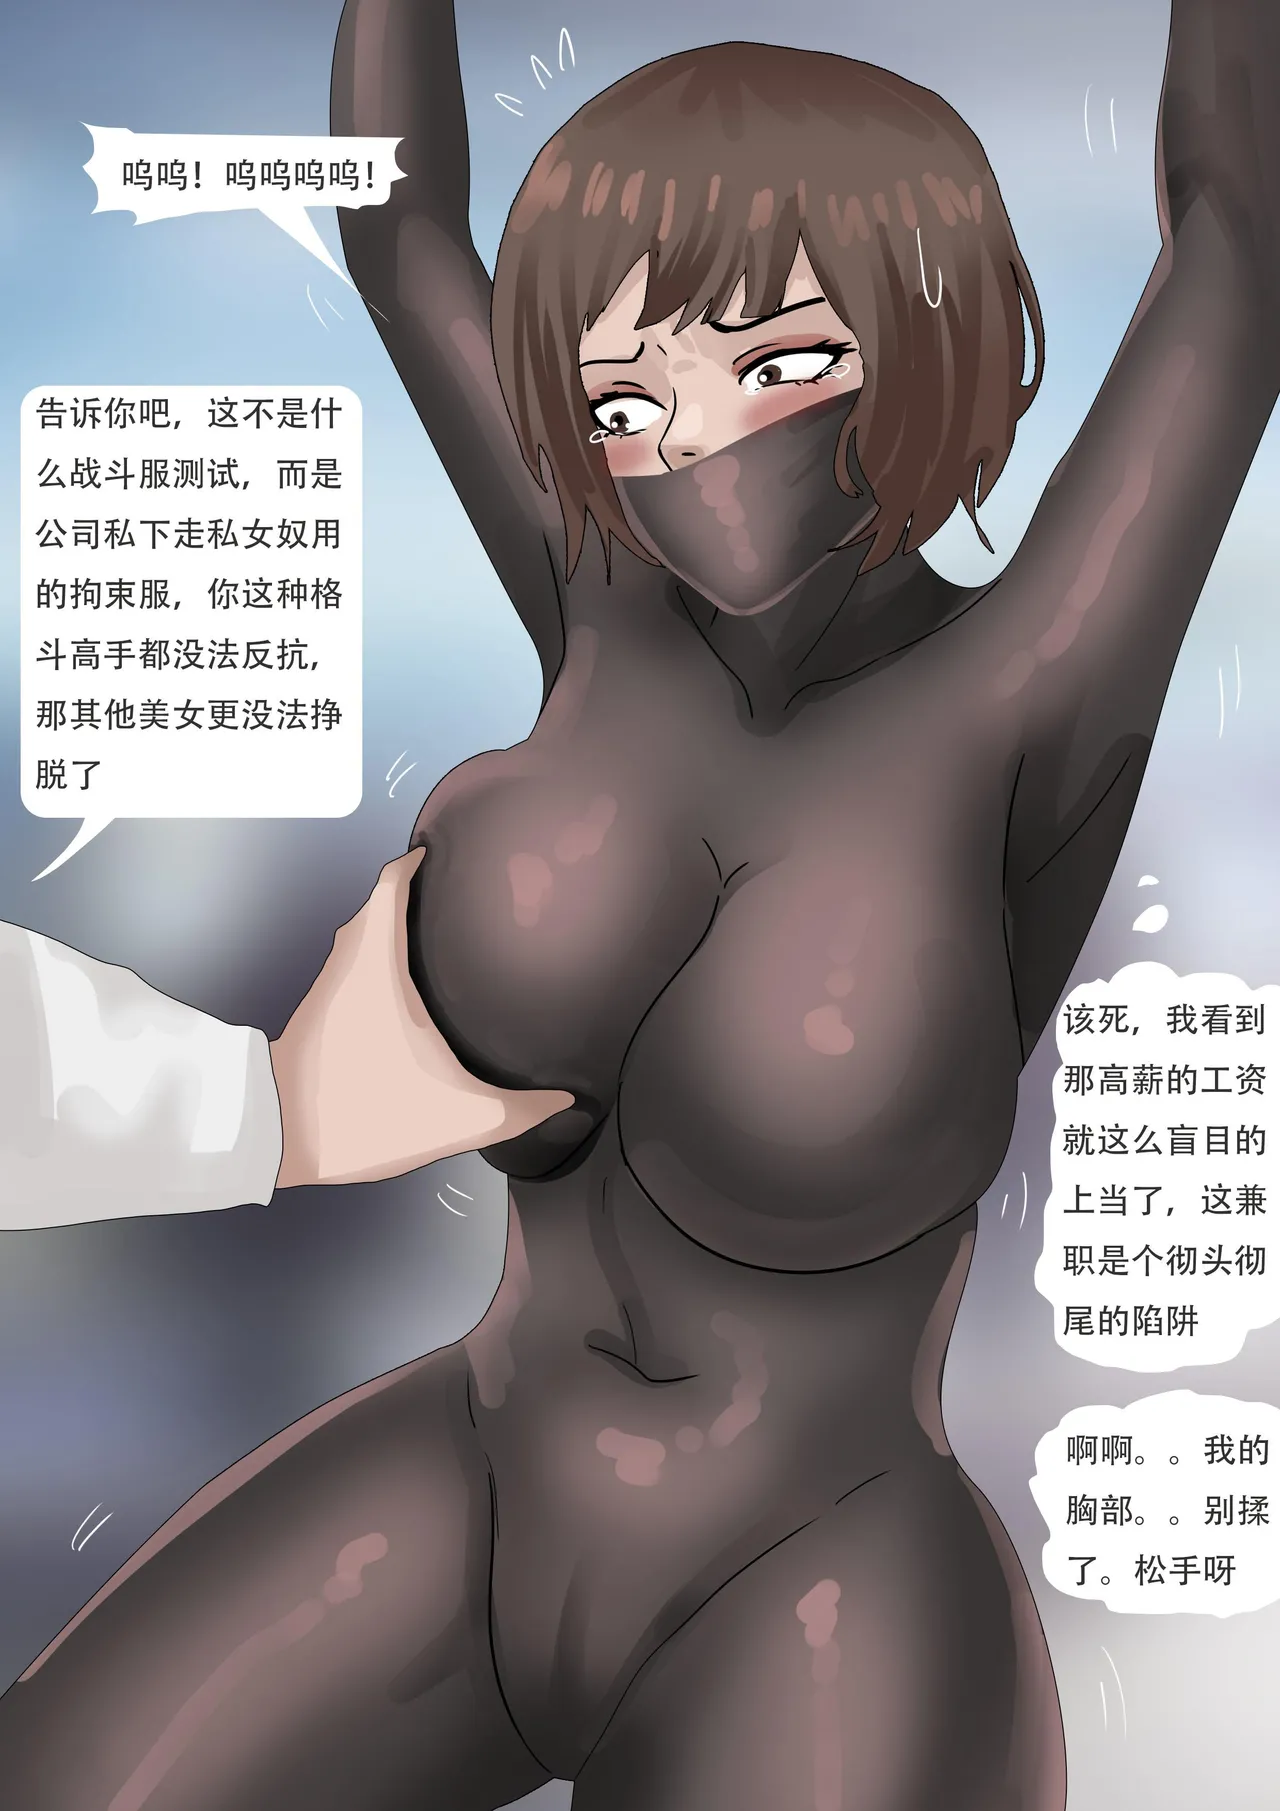 呜呜！呜呜呜呜！
告诉你吧，这不是什
么战斗服测试，而是
公司私下走私女奴用
的拘束服，你这种格
斗高手都没法反抗，
那其他美女更没法挣
脱了
该死，我看到
那高薪的工资
就这么盲目的
上当了，这兼
职是个彻头彻
尾的陷阱
啊啊。。我的
胸部。。别揉
了。松手呀